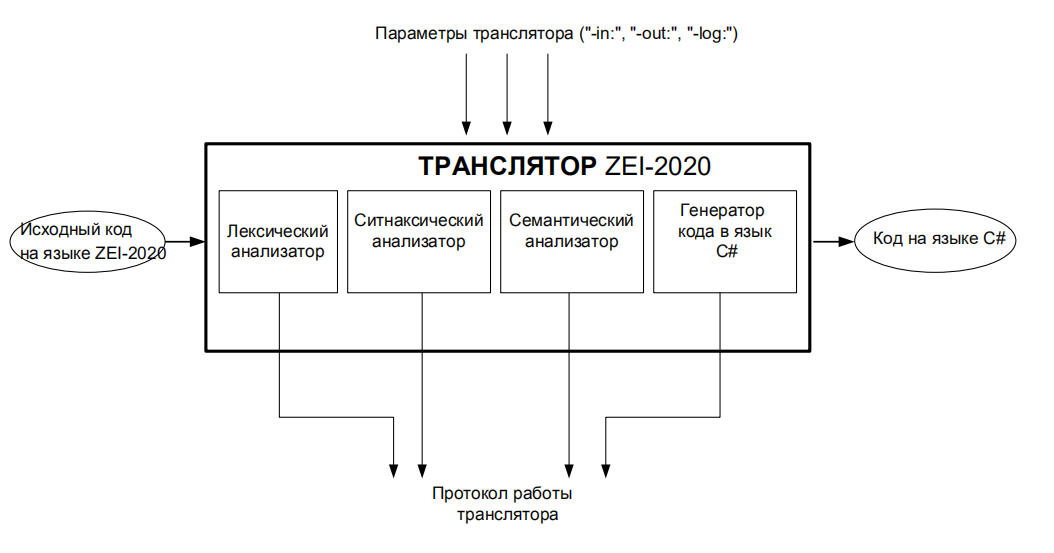 Параметры транслятора ("-in:", "-out:", "-log:")
ТРАНСЛЯТОР ZEI-2020
Исходный код
на языке ZEI-2020
Лексический
анализатор
Ситнаксический
анализатор
Семантический
анализатор
Генератор
кода в язык
C#
Код на языке C#
Протокол работы
транслятора